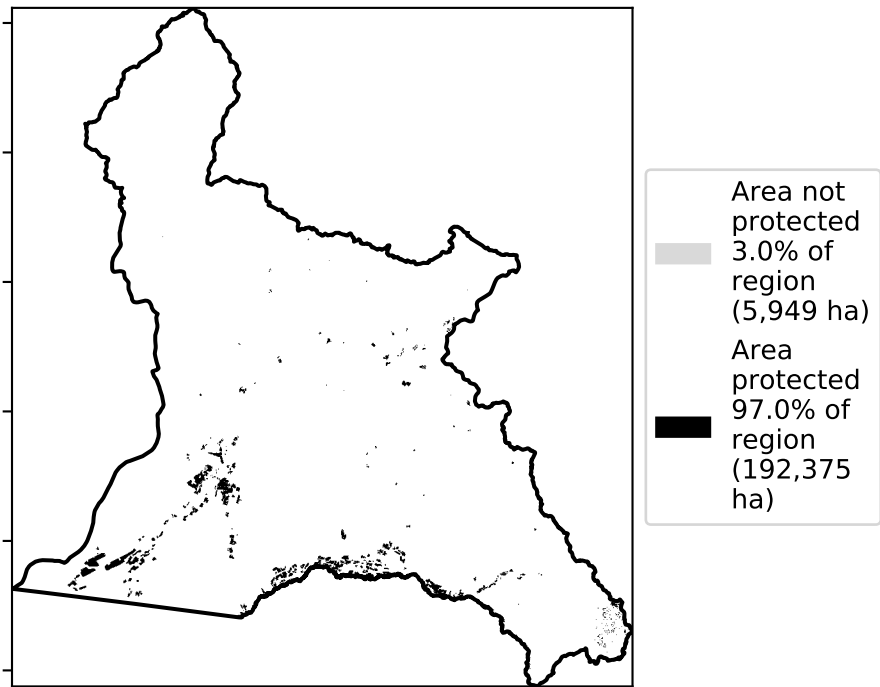 Area not
protected
3.0% of
region
(5,949 ha)
Area
protected
97.0% of
region
(192,375
ha)